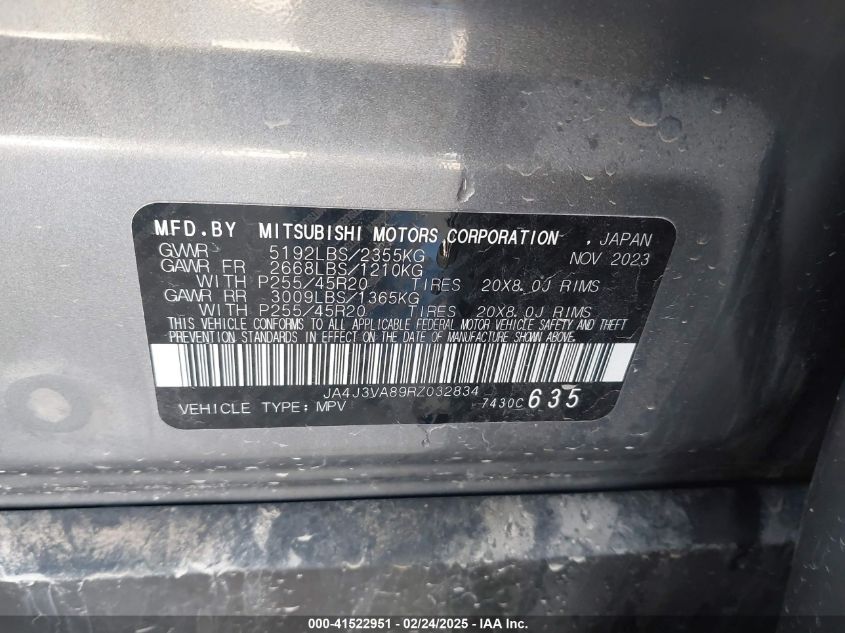 MFD.BY MITSUBISHI MOTORS CORPORATION , JAPAN
GVWR 5192LBS/2355KG NOV 2023
GAWR FR 2668LBS/1210KG
WITH P255/45R20 TIRES 20X8.0J RIMS
GAWR RR 3009LBS/1365KG
WITH P255/45R20 TIRES 20X8.0J RIMS
THIS VEHICLE CONFORMS TO ALL APPLICABLE FEDERAL MOTOR VEHICLE SAFETY AND THEFT
PREVENTION STANDARDS IN EFFECT ON THE DATE OF MANUFACTURE SHOWN ABOVE.
JA4J3VA89RZ032834
VEHICLE TYPE: MPV 7430C 635
000-41522951 - 02/24/2025 - IAAI Inc.